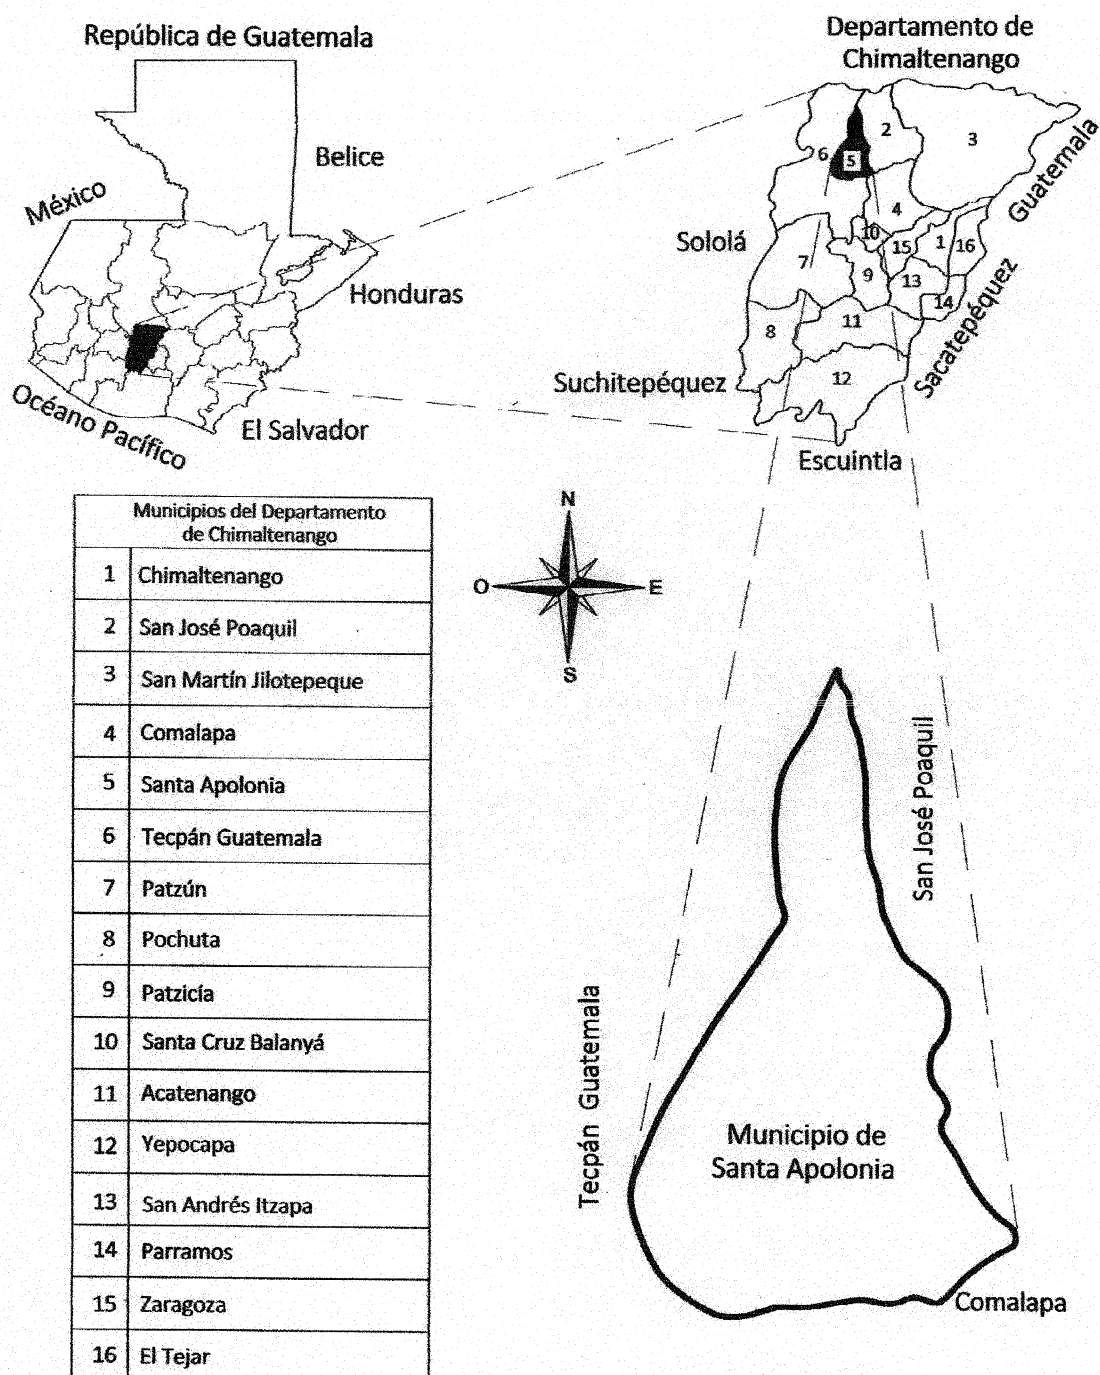 República de Guatemala
Belice
México
Honduras
Océano Pacífico
El Salvador
Departamento de
Chimaltenango
2
3
6
5
Guatemala
4
Sololá
10
15
1
16
7
9
13
14
11
8
Sacatepéquez
12
Suchitepéquez
Escuintla
Municipios del Departamento
de Chimaltenango
1 Chimaltenango
2 San José Poaquil
3 San Martín Jilotepeque
4 Comalapa
5 Santa Apolonia
6 Tecpán Guatemala
7 Patzún
8 Pochuta
9 Patzicía
10 Santa Cruz Balanyá
11 Acatenango
12 Yepocapa
13 San Andrés Itzapa
14 Parramos
15 Zaragoza
16 El Tejar
N
O
E
S
San José Poaquil
Tecpán Guatemala
Municipio de
Santa Apolonia
Comalapa